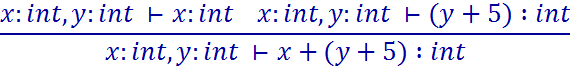 x: int, y: int ⊢ x: int x: int, y: int ⊢ (y + 5) : int
x: int, y: int ⊢ x + (y + 5) : int